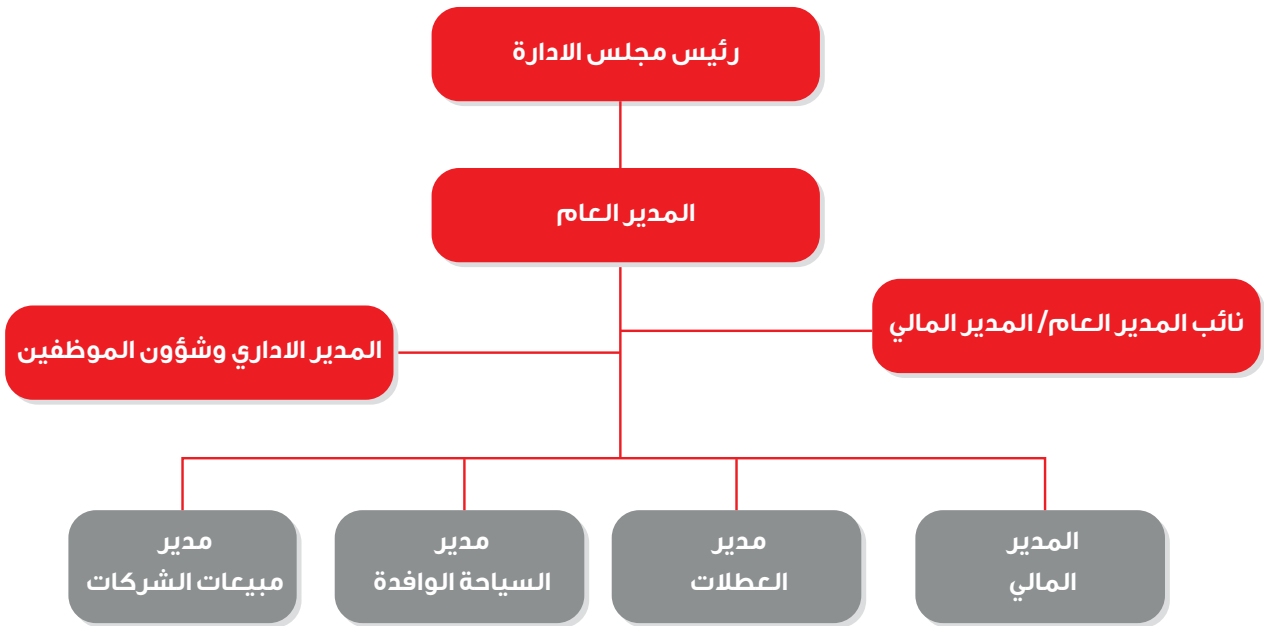 رئيس مجلس الادارة
المدير العام
نائب المدير العام/ المدير المالي
المدير الاداري وشؤون الموظفين
المدير
المالي
مدير
العطلات
مدير
السياحة الوافدة
مدير
مبيعات الشركات